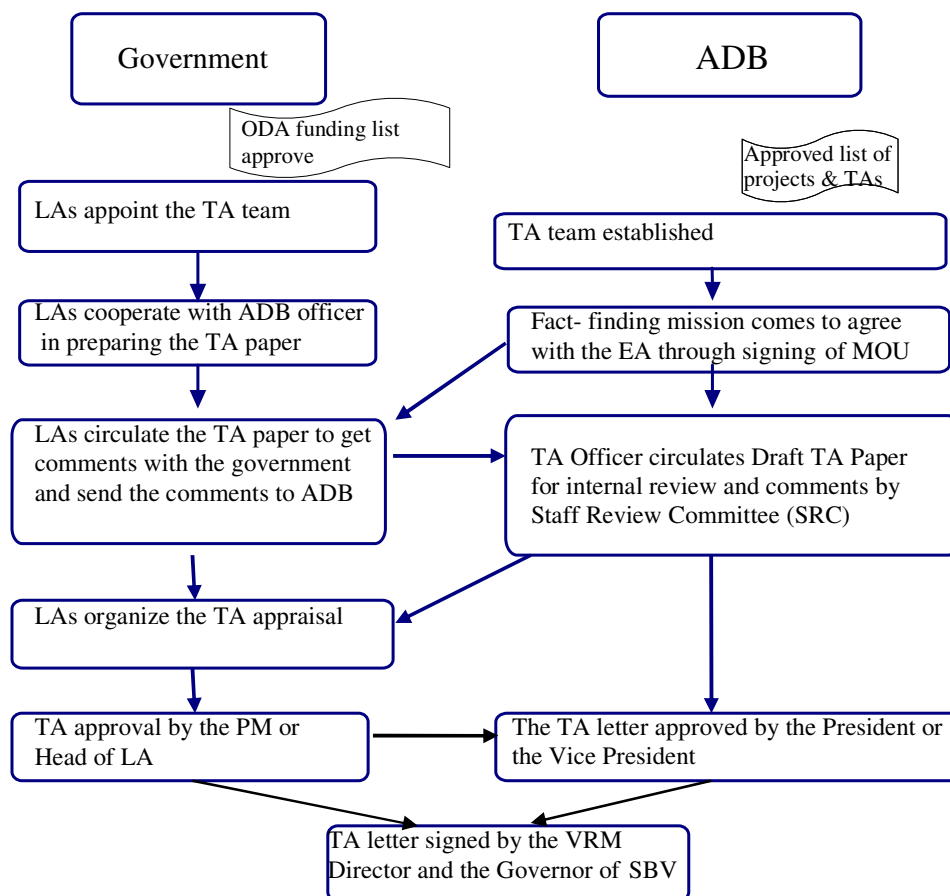 Government
ADB
ODA funding list
approve
Approved list of
projects & TAs
LAs appoint the TA team
TA team established
LAs cooperate with ADB officer
in preparing the TA paper
Fact- finding mission comes to agree
with the EA through signing of MOU
LAs circulate the TA paper to get
comments with the government
and send the comments to ADB
TA Officer circulates Draft TA Paper
for internal review and comments by
Staff Review Committee (SRC)
LAs organize the TA appraisal
TA approval by the PM or
Head of LA
The TA letter approved by the President or
the Vice President
TA letter signed by the VRM
Director and the Governor of SBV